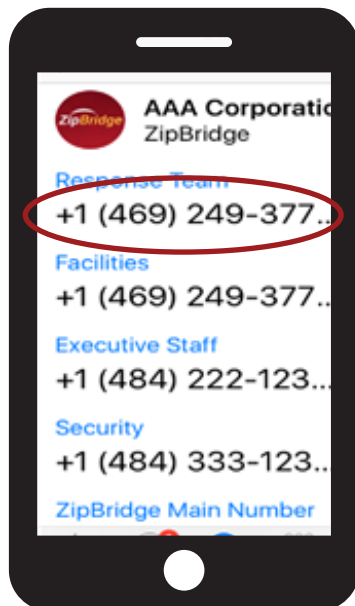 ZipBridge
AAA Corporatio
ZipBridge
Response Team
+1 (469) 249-377..
Facilities
+1 (469) 249-377..
Executive Staff
+1 (484) 222-123...
Security
+1 (484) 333-123...
ZipBridge Main Number